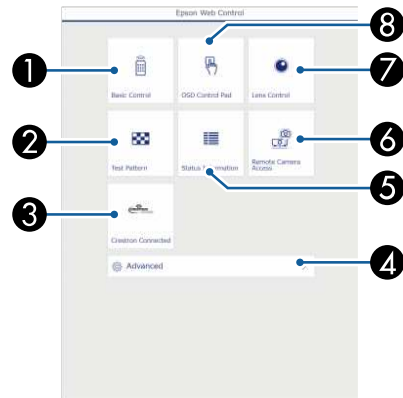 Epson Web Control
8
1
7
Basic Control
OSD Control Pad
Lens Control
2
6
Test Pattern
Status Information
Remote Camera
Access
5
3
Crestron Connected
4
Advanced